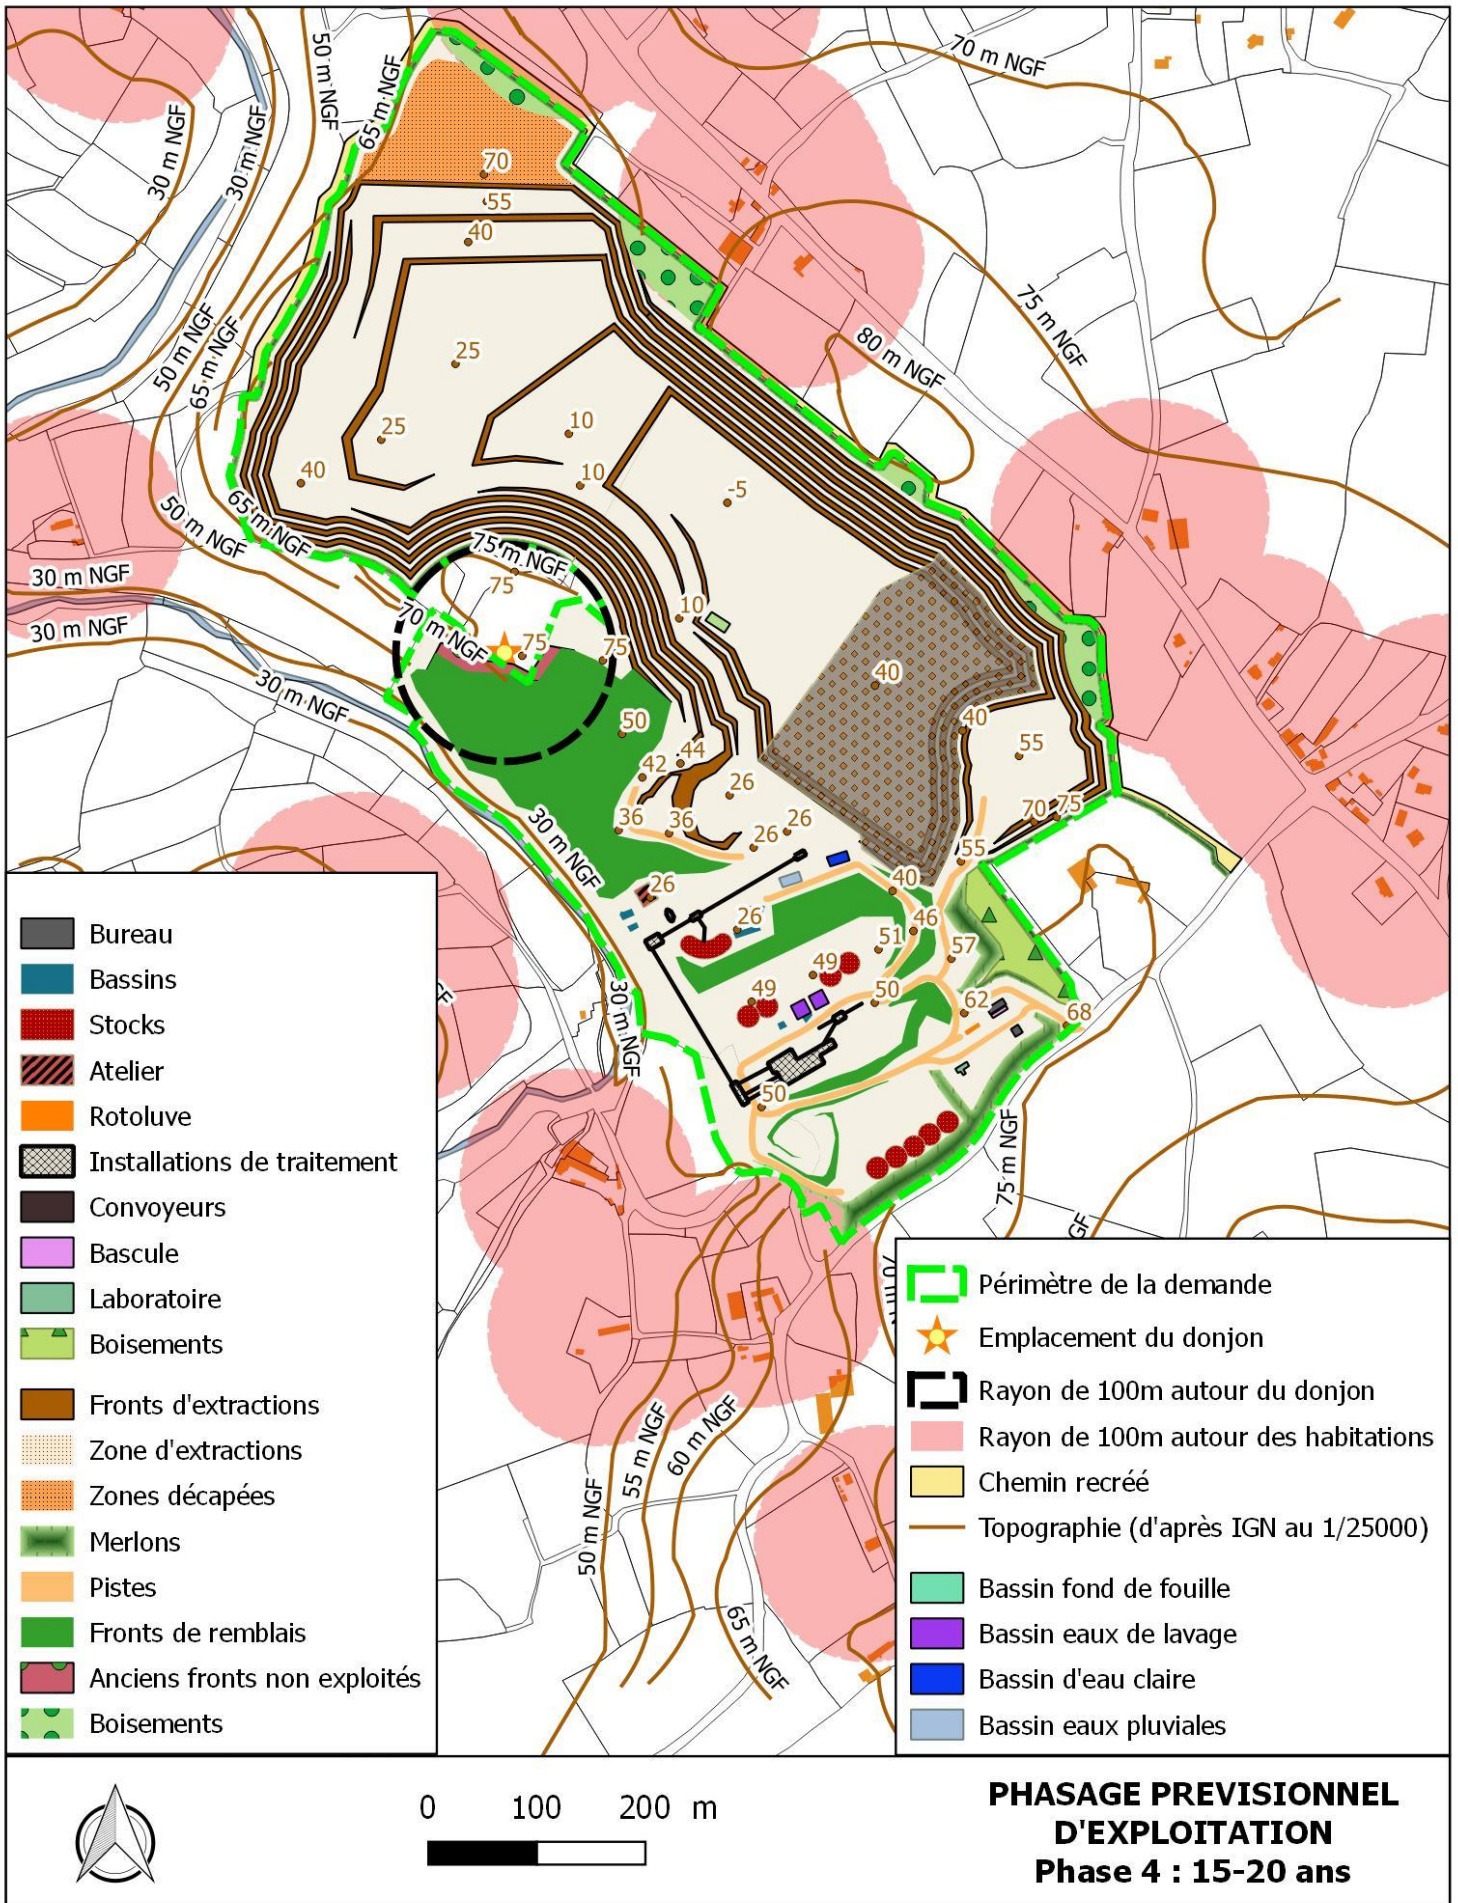 70 m NGF
50 m NGF
65 m NGF
30 m NGF
30 m NGF
70
55
40
75 m NGF
80 m NGF
50 m NGF
65 m NGF
25
25
10
40
10
-5
50 m NGF
65 m NGF
75 m NGF
30 m NGF
75
10
30 m NGF
70 m NGF
75
75
40
30 m NGF
50
40
55
44
42
26
36
36
26
26
70
75
30 m NGF
55
26
40
26
46
51
57
49
49
50
62
68
30 m NGF
50
75 m NGF
GF
55 m NGF
60 m NGF
50 m NGF
65 m NGF
Bureau
Bassins
Stocks
Atelier
Rotoluve
Installations de traitement
Convoyeurs
Bascule
Laboratoire
Boisements
Fronts d'extractions
Zone d'extractions
Zones décapées
Merlons
Pistes
Fronts de remblais
Anciens fronts non exploités
Boisements
Périmètre de la demande
Emplacement du donjon
Rayon de 100m autour du donjon
Rayon de 100m autour des habitations
Chemin recréé
Topographie (d'après IGN au 1/25000)
Bassin fond de fouille
Bassin eaux de lavage
Bassin d'eau claire
Bassin eaux pluviales
0 100 200 m
PHASAGE PREVISIONNEL
D'EXPLOITATION
Phase 4 : 15-20 ans